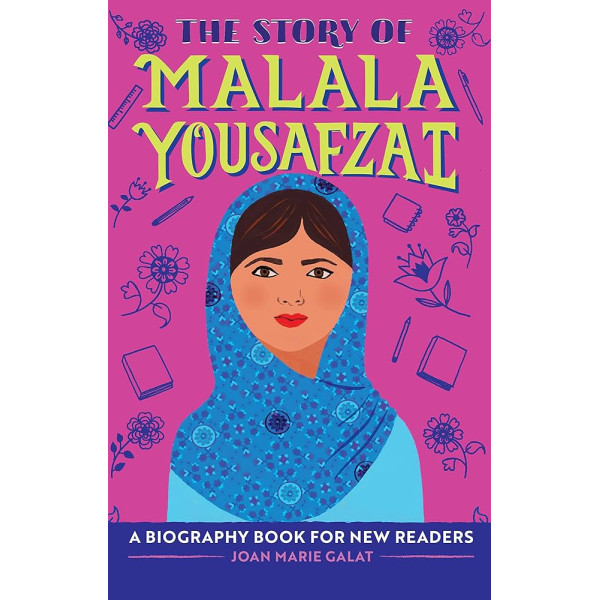 THE STORY OF
MALALA
YOUSAFZAI
A BIOGRAPHY BOOK FOR NEW READERS
JOAN MARIE GALAT